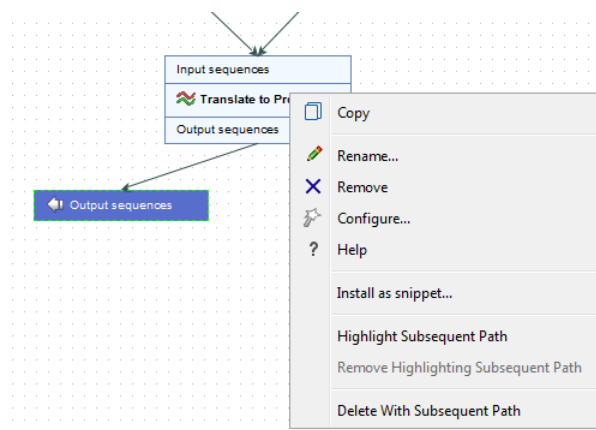 Input sequences
Translate to Pr
Output sequences
Output sequences
Copy
Rename...
Remove
Configure...
Help
Install as snippet...
Highlight Subsequent Path
Remove Highlighting Subsequent Path
Delete With Subsequent Path